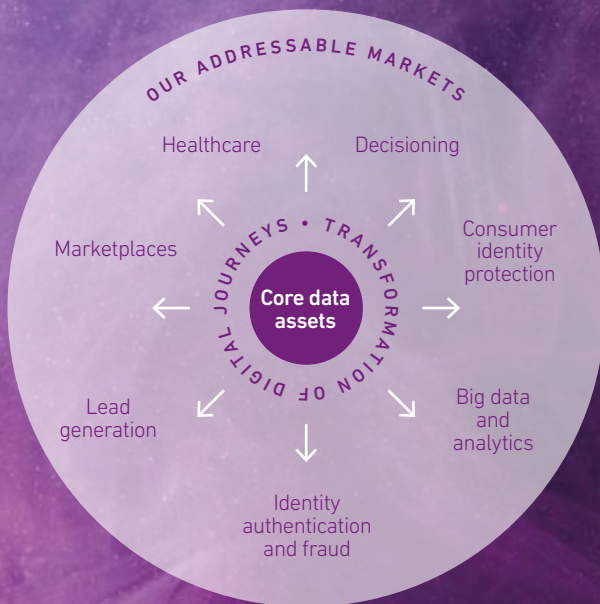 OUR ADDRESSABLE MARKETS
Healthcare
Decisioning
Consumer
identity
protection
Marketplaces
TRANSFORMATION OF DIGITAL JOURNEYS •
Core data
assets
Big data
and
analytics
Lead
generation
Identity
authentication
and fraud